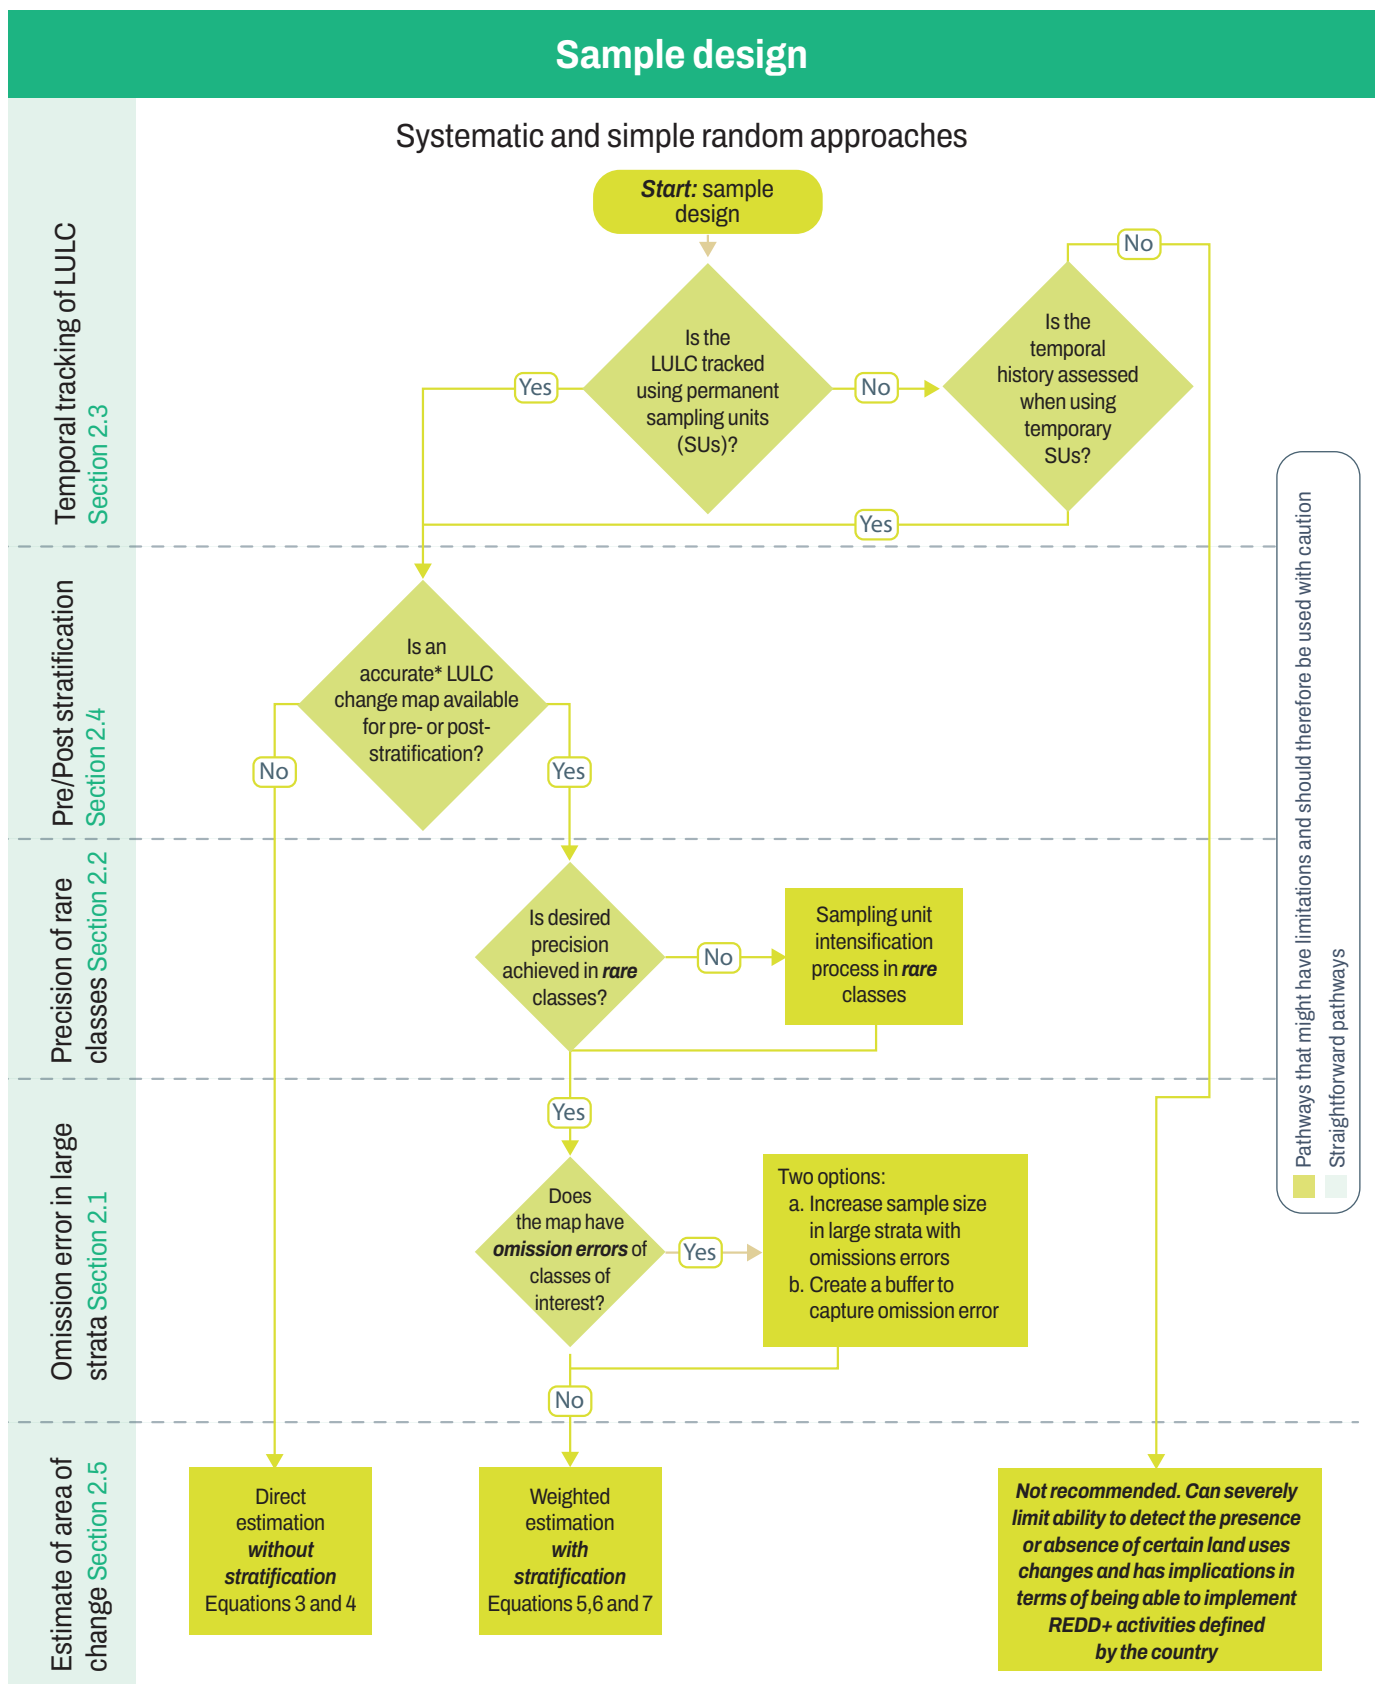 Sample design
Systematic and simple random approaches
Start: sample
design
Temporal tracking of LULC
Section 2.3
Is the
LULC tracked
using permanent
sampling units
(SUs)?
Yes
No
Is the
temporal
history assessed
when using
temporary
SUs?
No
Yes
Pre/Post stratification
Section 2.4
Is an
accurate* LULC
change map available
for pre- or post-
stratification?
No
Yes
Precision of rare
classes Section 2.2
Is desired
precision
achieved in rare
classes?
No
Sampling unit
intensification
process in rare
classes
Yes
Omission error in large
strata Section 2.1
Does
the map have
omission errors of
classes of
interest?
Yes
Two options:
a. Increase sample size
in large strata with
omissions errors
b. Create a buffer to
capture omission error
No
Estimate of area of
change Section 2.5
Direct
estimation
without
stratification
Equations 3 and 4
Weighted
estimation
with
stratification
Equations 5,6 and 7
Not recommended. Can severely
limit ability to detect the presence
or absence of certain land uses
changes and has implications in
terms of being able to implement
REDD+ activities defined
by the country
Pathways that might have limitations and should therefore be used with caution
Straightforward pathways